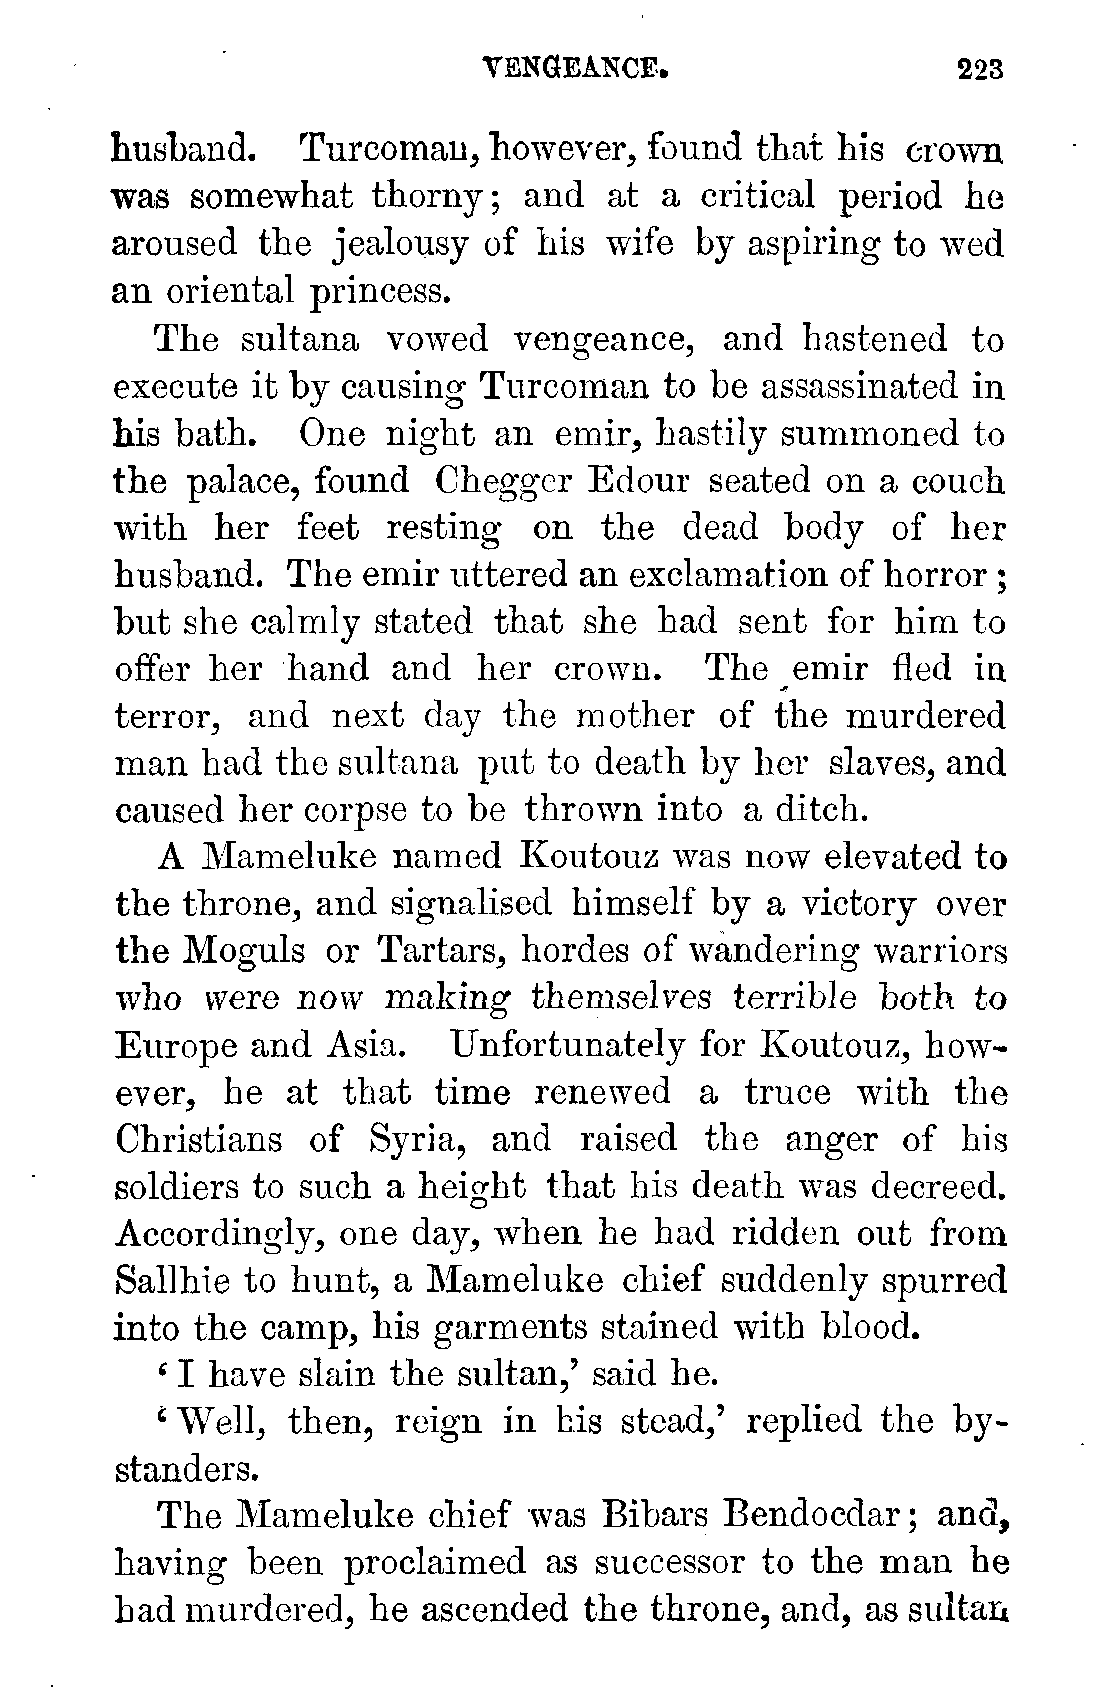 VENGEANCE. 223
husband. Turcoman, however, found that his crown
was somewhat thorny; and at a critical period he
aroused the jealousy of his wife by aspiring to wed
an oriental princess.
The sultana vowed vengeance, and hastened to
execute it by causing Turcoman to be assassinated in
his bath. One night an emir, hastily summoned to
the palace, found Chegger Edour seated on a couch
with her feet resting on the dead body of her
husband. The emir uttered an exclamation of horror;
but she calmly stated that she had sent for him to
offer her hand and her crown. The emir fled in
terror, and next day the mother of the murdered
man had the sultana put to death by her slaves, and
caused her corpse to be thrown into a ditch.
A Mameluke named Koutouz was now elevated to
the throne, and signalised himself by a victory over
the Moguls or Tartars, hordes of wandering warriors
who were now making themselves terrible both to
Europe and Asia. Unfortunately for Koutouz, how-
ever, he at that time renewed a truce with the
Christians of Syria, and raised the anger of his
soldiers to such a height that his death was decreed.
Accordingly, one day, when he had ridden out from
Sallhie to hunt, a Mameluke chief suddenly spurred
into the camp, his garments stained with blood.
‘I have slain the sultan,’ said he.
‘Well, then, reign in his stead,’ replied the by-
standers.
The Mameluke chief was Bibars Bendocdar; and,
having been proclaimed as successor to the man he
had murdered, he ascended the throne, and, as sultan